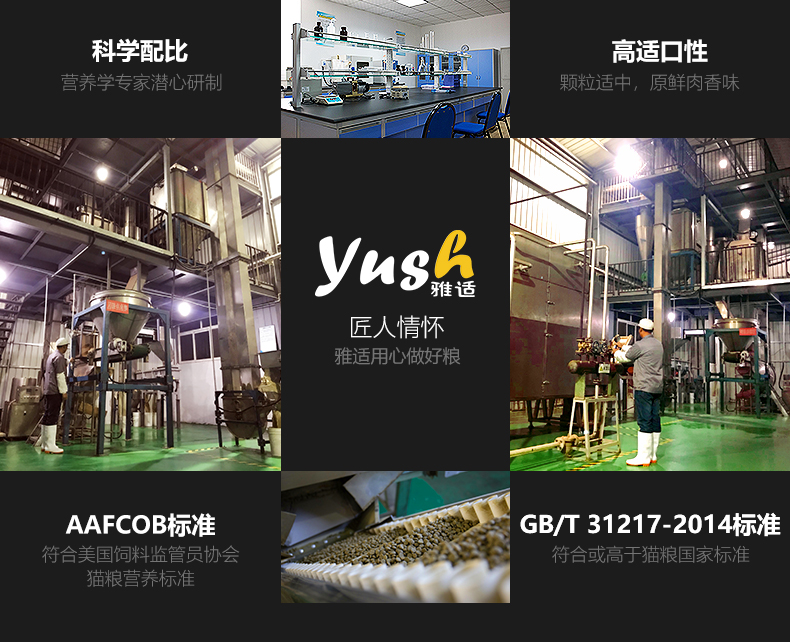 科学配比
营养学专家潜心研制
高适口性
颗粒适中，原鲜肉香味
Yush
雅适
匠人情怀
雅适用心做好粮
AAFCOB标准
符合美国饲料监管员协会
猫粮营养标准
GB/T 31217-2014标准
符合或高于猫粮国家标准